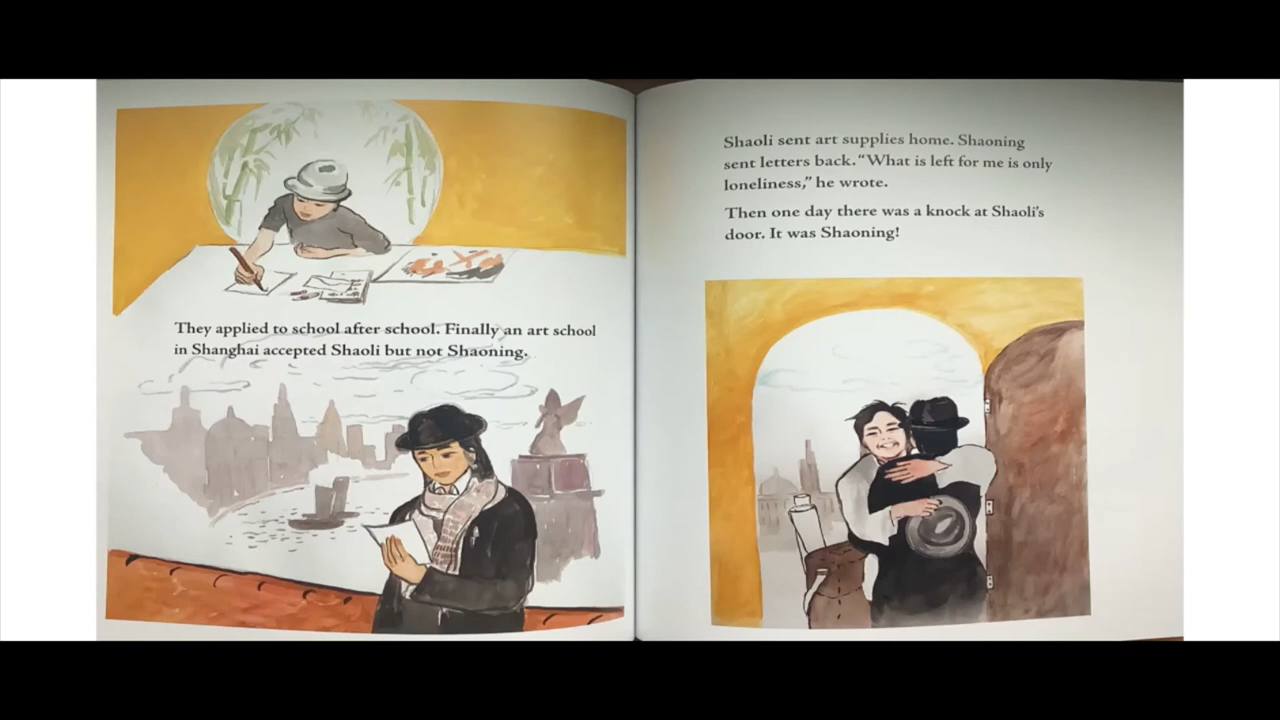 They applied to school after school. Finally an art school
in Shanghai accepted Shaoli but not Shaoning.
Shaoli sent art supplies home. Shaoning
sent letters back. “What is left for me is only
loneliness,” he wrote.
Then one day there was a knock at Shaoli’s
door. It was Shaoning!